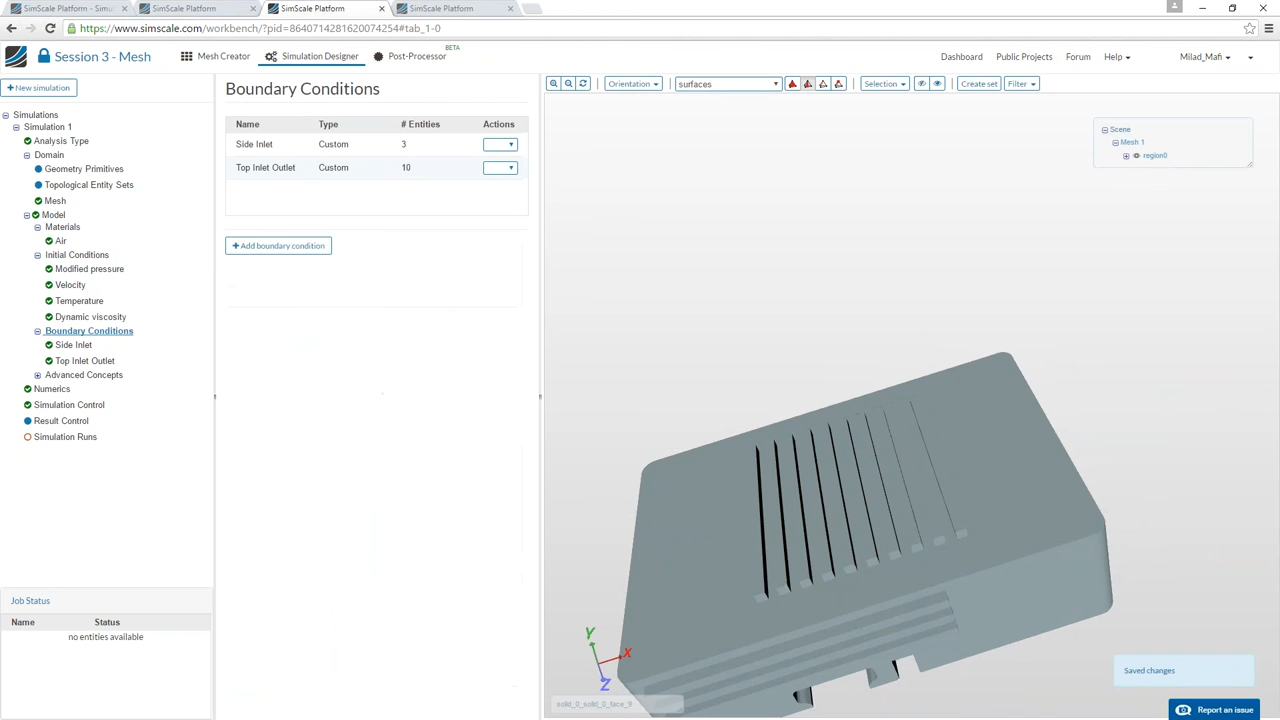 SimScale Platform - Simu
SimScale Platform
SimScale Platform
SimScale Platform
https://www.simscale.com/workbench/?pid=8640714281620074254#tab_1-0
Session 3 - Mesh
Mesh Creator
Simulation Designer
Post-Processor
BETA
Dashboard
Public Projects
Forum
Help
Milad_Mafi
New simulation
Simulations
Simulation 1
Analysis Type
Domain
Geometry Primitives
Topological Entity Sets
Mesh
Model
Materials
Air
Initial Conditions
Modified pressure
Velocity
Temperature
Dynamic viscosity
Boundary Conditions
Side Inlet
Top Inlet Outlet
Advanced Concepts
Numerics
Simulation Control
Result Control
Simulation Runs
Job Status
Name Status
no entities available
Boundary Conditions
Name Type # Entities Actions
Side Inlet Custom 3
Top Inlet Outlet Custom 10
Add boundary condition
Orientation
surfaces
Selection
Create set
Filter
Scene
Mesh 1
region0
Y
X
Z
solid_0_solid_0_face_9
Saved changes
Report an issue